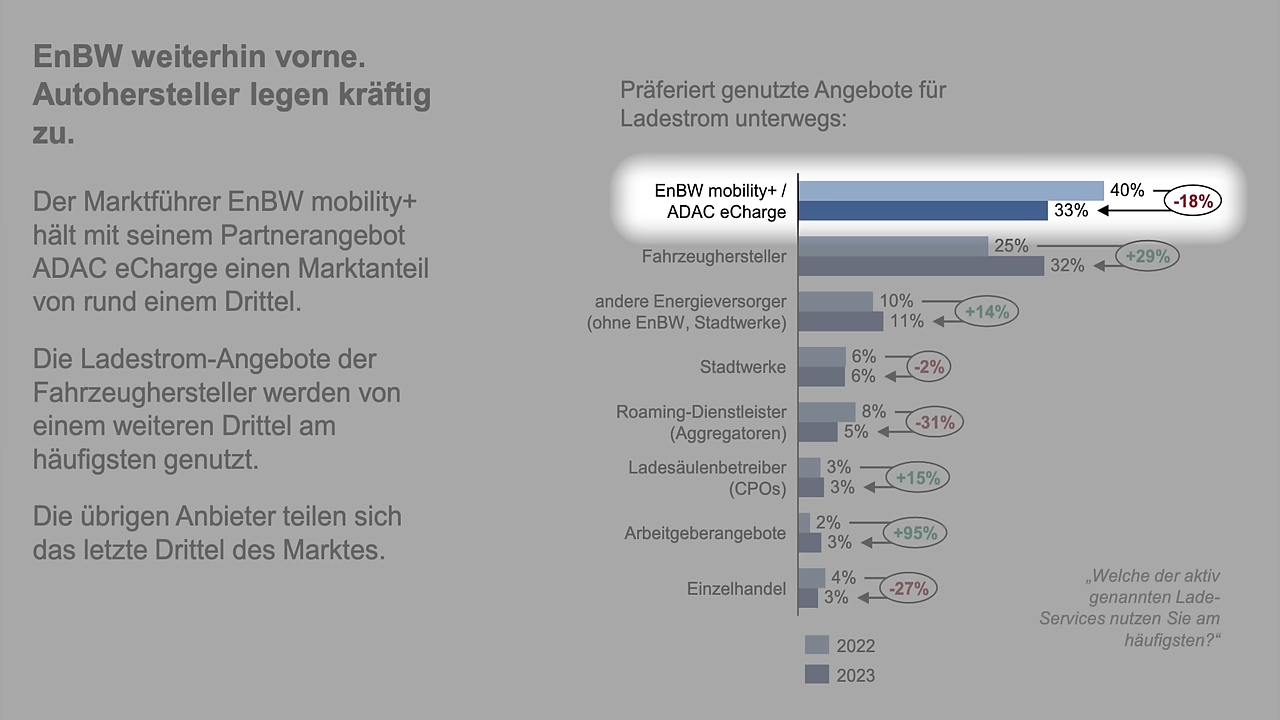 EnBW weiterhin vorne.
Autohersteller legen kräftig
zu.
Der Marktführer EnBW mobility+
hält mit seinem Partnerangebot
ADAC eCharge einen Marktanteil
von rund einem Drittel.
Die Ladestrom-Angebote der
Fahrzeughersteller werden von
einem weiteren Drittel am
häufigsten genutzt.
Die übrigen Anbieter teilen sich
das letzte Drittel des Marktes.
Präferiert genutzte Angebote für
Ladestrom unterwegs:
EnBW mobility+ /
ADAC eCharge
40%
33%
-18%
Fahrzeughersteller
25%
32%
+29%
andere Energieversorger
(ohne EnBW, Stadtwerke)
10%
11%
+14%
Stadtwerke
6%
6%
-2%
Roaming-Dienstleister
(Aggregatoren)
8%
5%
-31%
Ladesäulenbetreiber
(CPOs)
3%
3%
+15%
Arbeitgeberangebote
2%
3%
+95%
Einzelhandel
4%
3%
-27%
2022
2023
„Welche der aktiv
genannten Lade-
Services nutzen Sie am
häufigsten?“